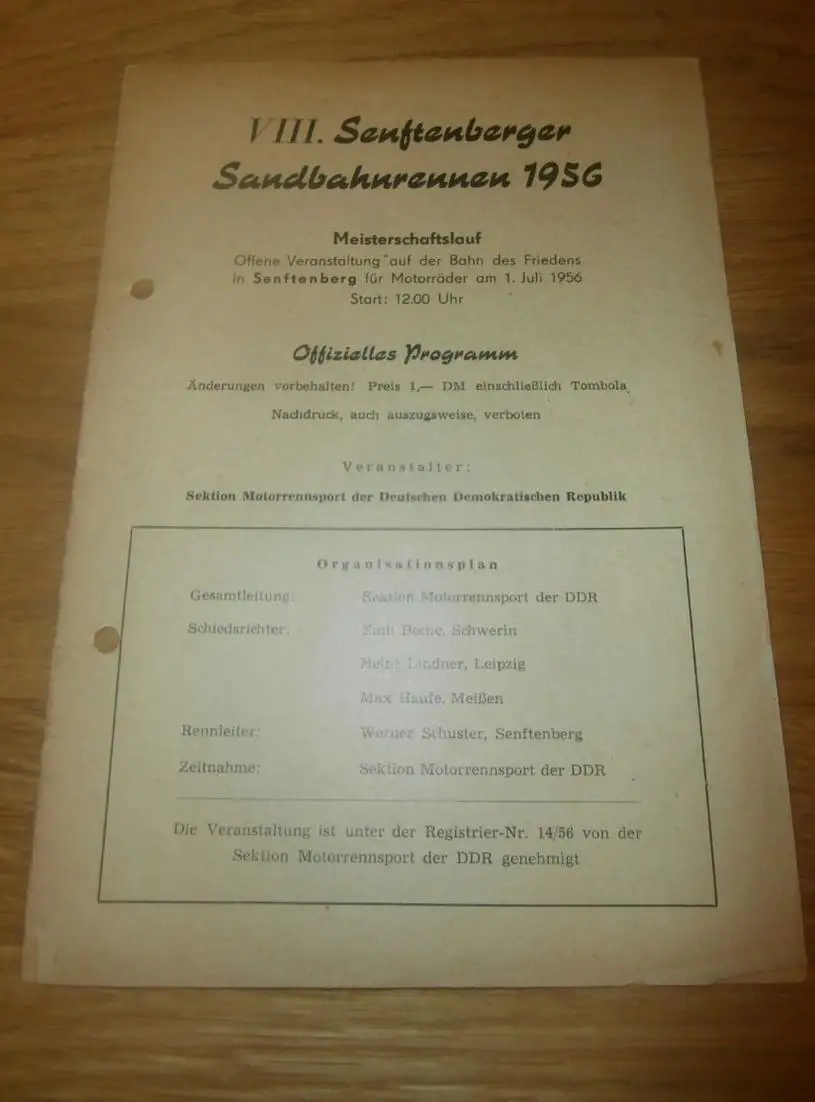 VIII. Senftenberger
Sandbahnrennen 1956
Meisterschaftslauf
Offene Veranstaltung auf der Bahn des Friedens
in Senftenberg für Motorräder am 1. Juli 1956
Start: 12.00 Uhr
Offizielles Programm
Änderungen vorbehalten! Preis 1,— DM einschließlich Tombola
Nachdruck, auch auszugsweise, verboten
Veranstalter:
Sektion Motorrennsport der Deutschen Demokratischen Republik
Organisationsplan
Gesamtleitung: Sektion Motorrennsport der DDR
Schiedsrichter: Emil Schwerin
Heinz Lindner, Leipzig
Max Haufe, Meißen
Rennleiter: Werner Schuster, Senftenberg
Zeitnahme: Sektion Motorrennsport der DDR
Die Veranstaltung ist unter der Registrier-Nr. 14/56 von der
Sektion Motorrennsport der DDR genehmigt